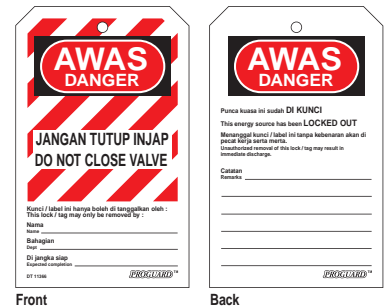 AWAS
DANGER
JANGAN TUTUP INJAP
DO NOT CLOSE VALVE
Kunci / label ini hanya boleh di tanggalkan oleh :
This lock / tag may only be removed by :
Nama
Name
Bahagian
Dept
Di jangka siap
Expected completion
DT 11266
PROGUARD™
Front
AWAS
DANGER
Punca kuasa ini sudah DI KUNCI
This energy source has been LOCKED OUT
Menanggal kunci / label ini tanpa kebenaran akan di
pecat kerja serta merta.
Unauthorized removal of this lock / tag may result in
immediate discharge.
Catatan
Remarks
PROGUARD™
Back